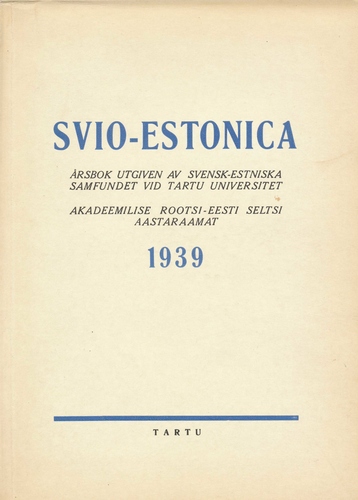 SVIO-ESTONICA
ÅRSBOK UTGIVEN AV SVENSK-ESTNISKA
SAMFUNDET VID TARTU UNIVERSITET
AKADEEMILISE ROOTSI-EESTI SELTSI
AASTARAAMAT
1939
TARTU